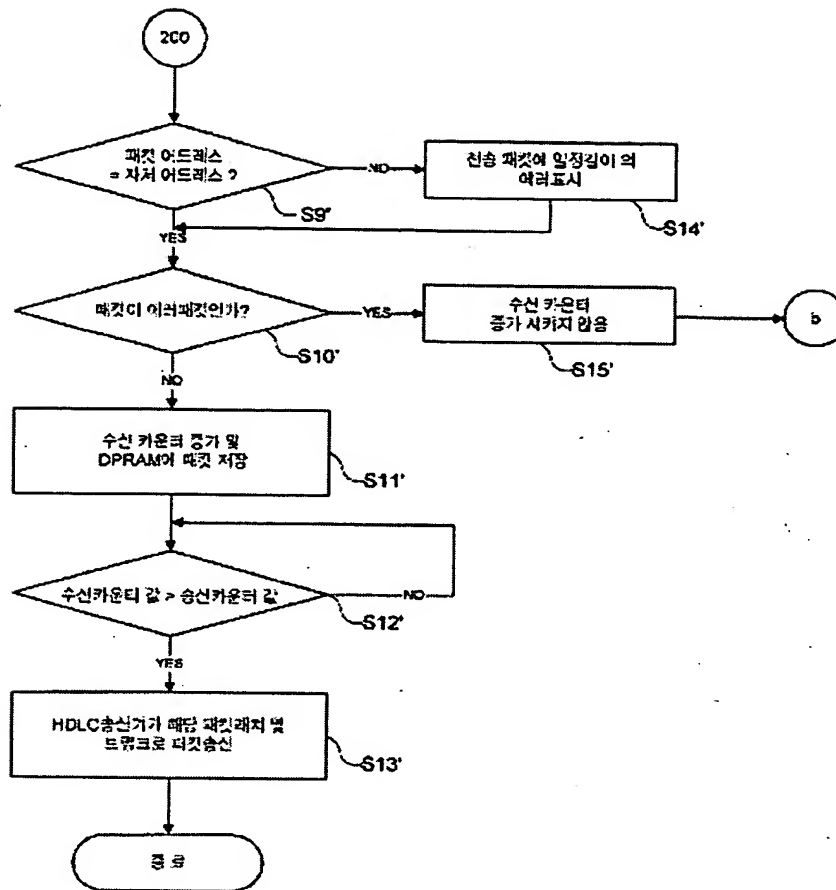 200
패킷 어드레스
= 자체 어드레스 ?
NO
전송 패킷에 일정길이 의
에러표시
S9'
S14'
YES
패킷이 에러패킷인가?
YES
수신 카운터
증가 시키지 않음
b
S10'
S15'
NO
수신 카운터 증가 및
DPRAM에 패킷 저장
S11'
수신카운터 값 > 송신카운터 값
NO
S12'
YES
HDLC송신기가 해당 패킷래치 및
트렁크로 패킷송신
S13'
종 료